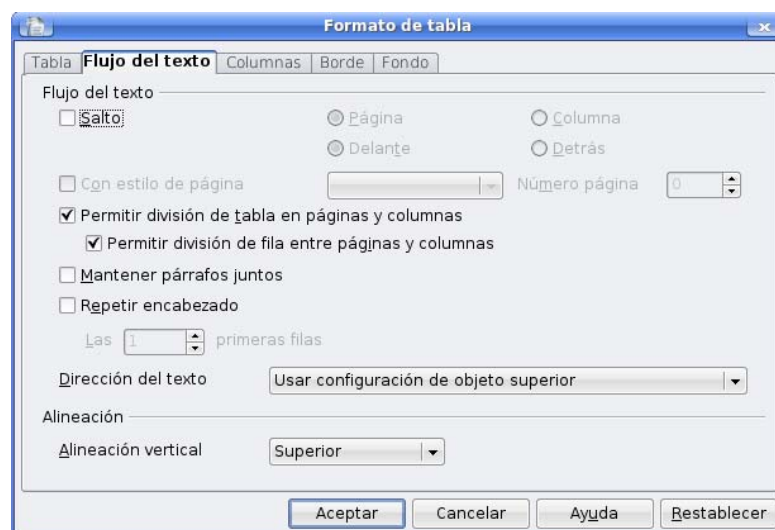 Formato de tabla
Tabla Flujo del texto Columnas Borde Fondo
Flujo del texto
Salto Página Columna
Delante Detrás
Con estilo de página Número página 0
Permitir división de tabla en páginas y columnas
Permitir división de fila entre páginas y columnas
Mantener párrafos juntos
Repetir encabezado
Las 1 primeras filas
Dirección del texto Usar configuración de objeto superior
Alineación
Alineación vertical Superior
Aceptar Cancelar Ayuda Restablecer